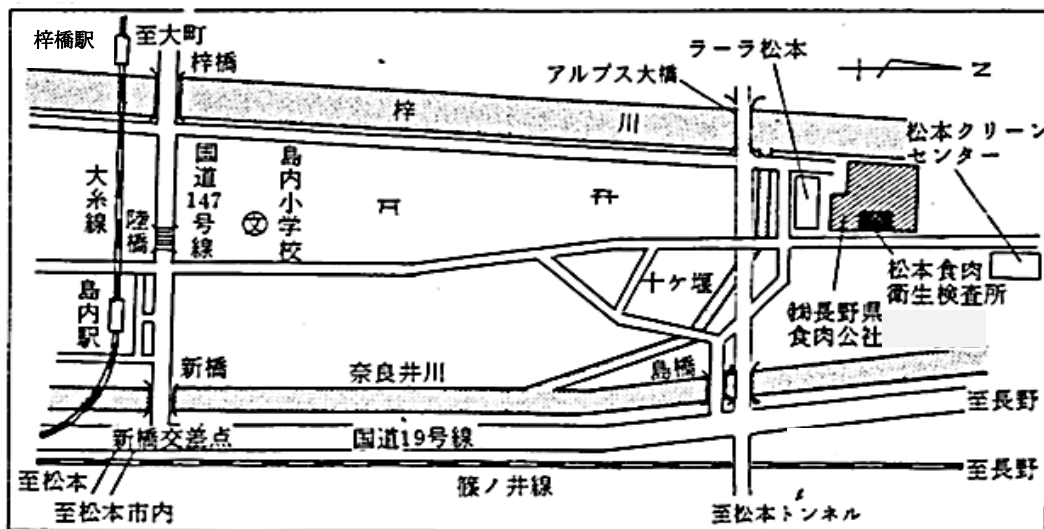 梓橋駅
至大町
梓橋
ラーラ松本
アルプス大橋
N
梓川
松本クリーン
センター
大糸線
陸橋
国道147号線
島内小学校
文
十ケ堰
松本食肉
衛生検査所
㈱長野県
食肉公社
島内駅
新橋
奈良井川
島橋
至長野
新橋交差点
国道19号線
至長野
至松本
篠ノ井線
至松本市内
至松本トンネル